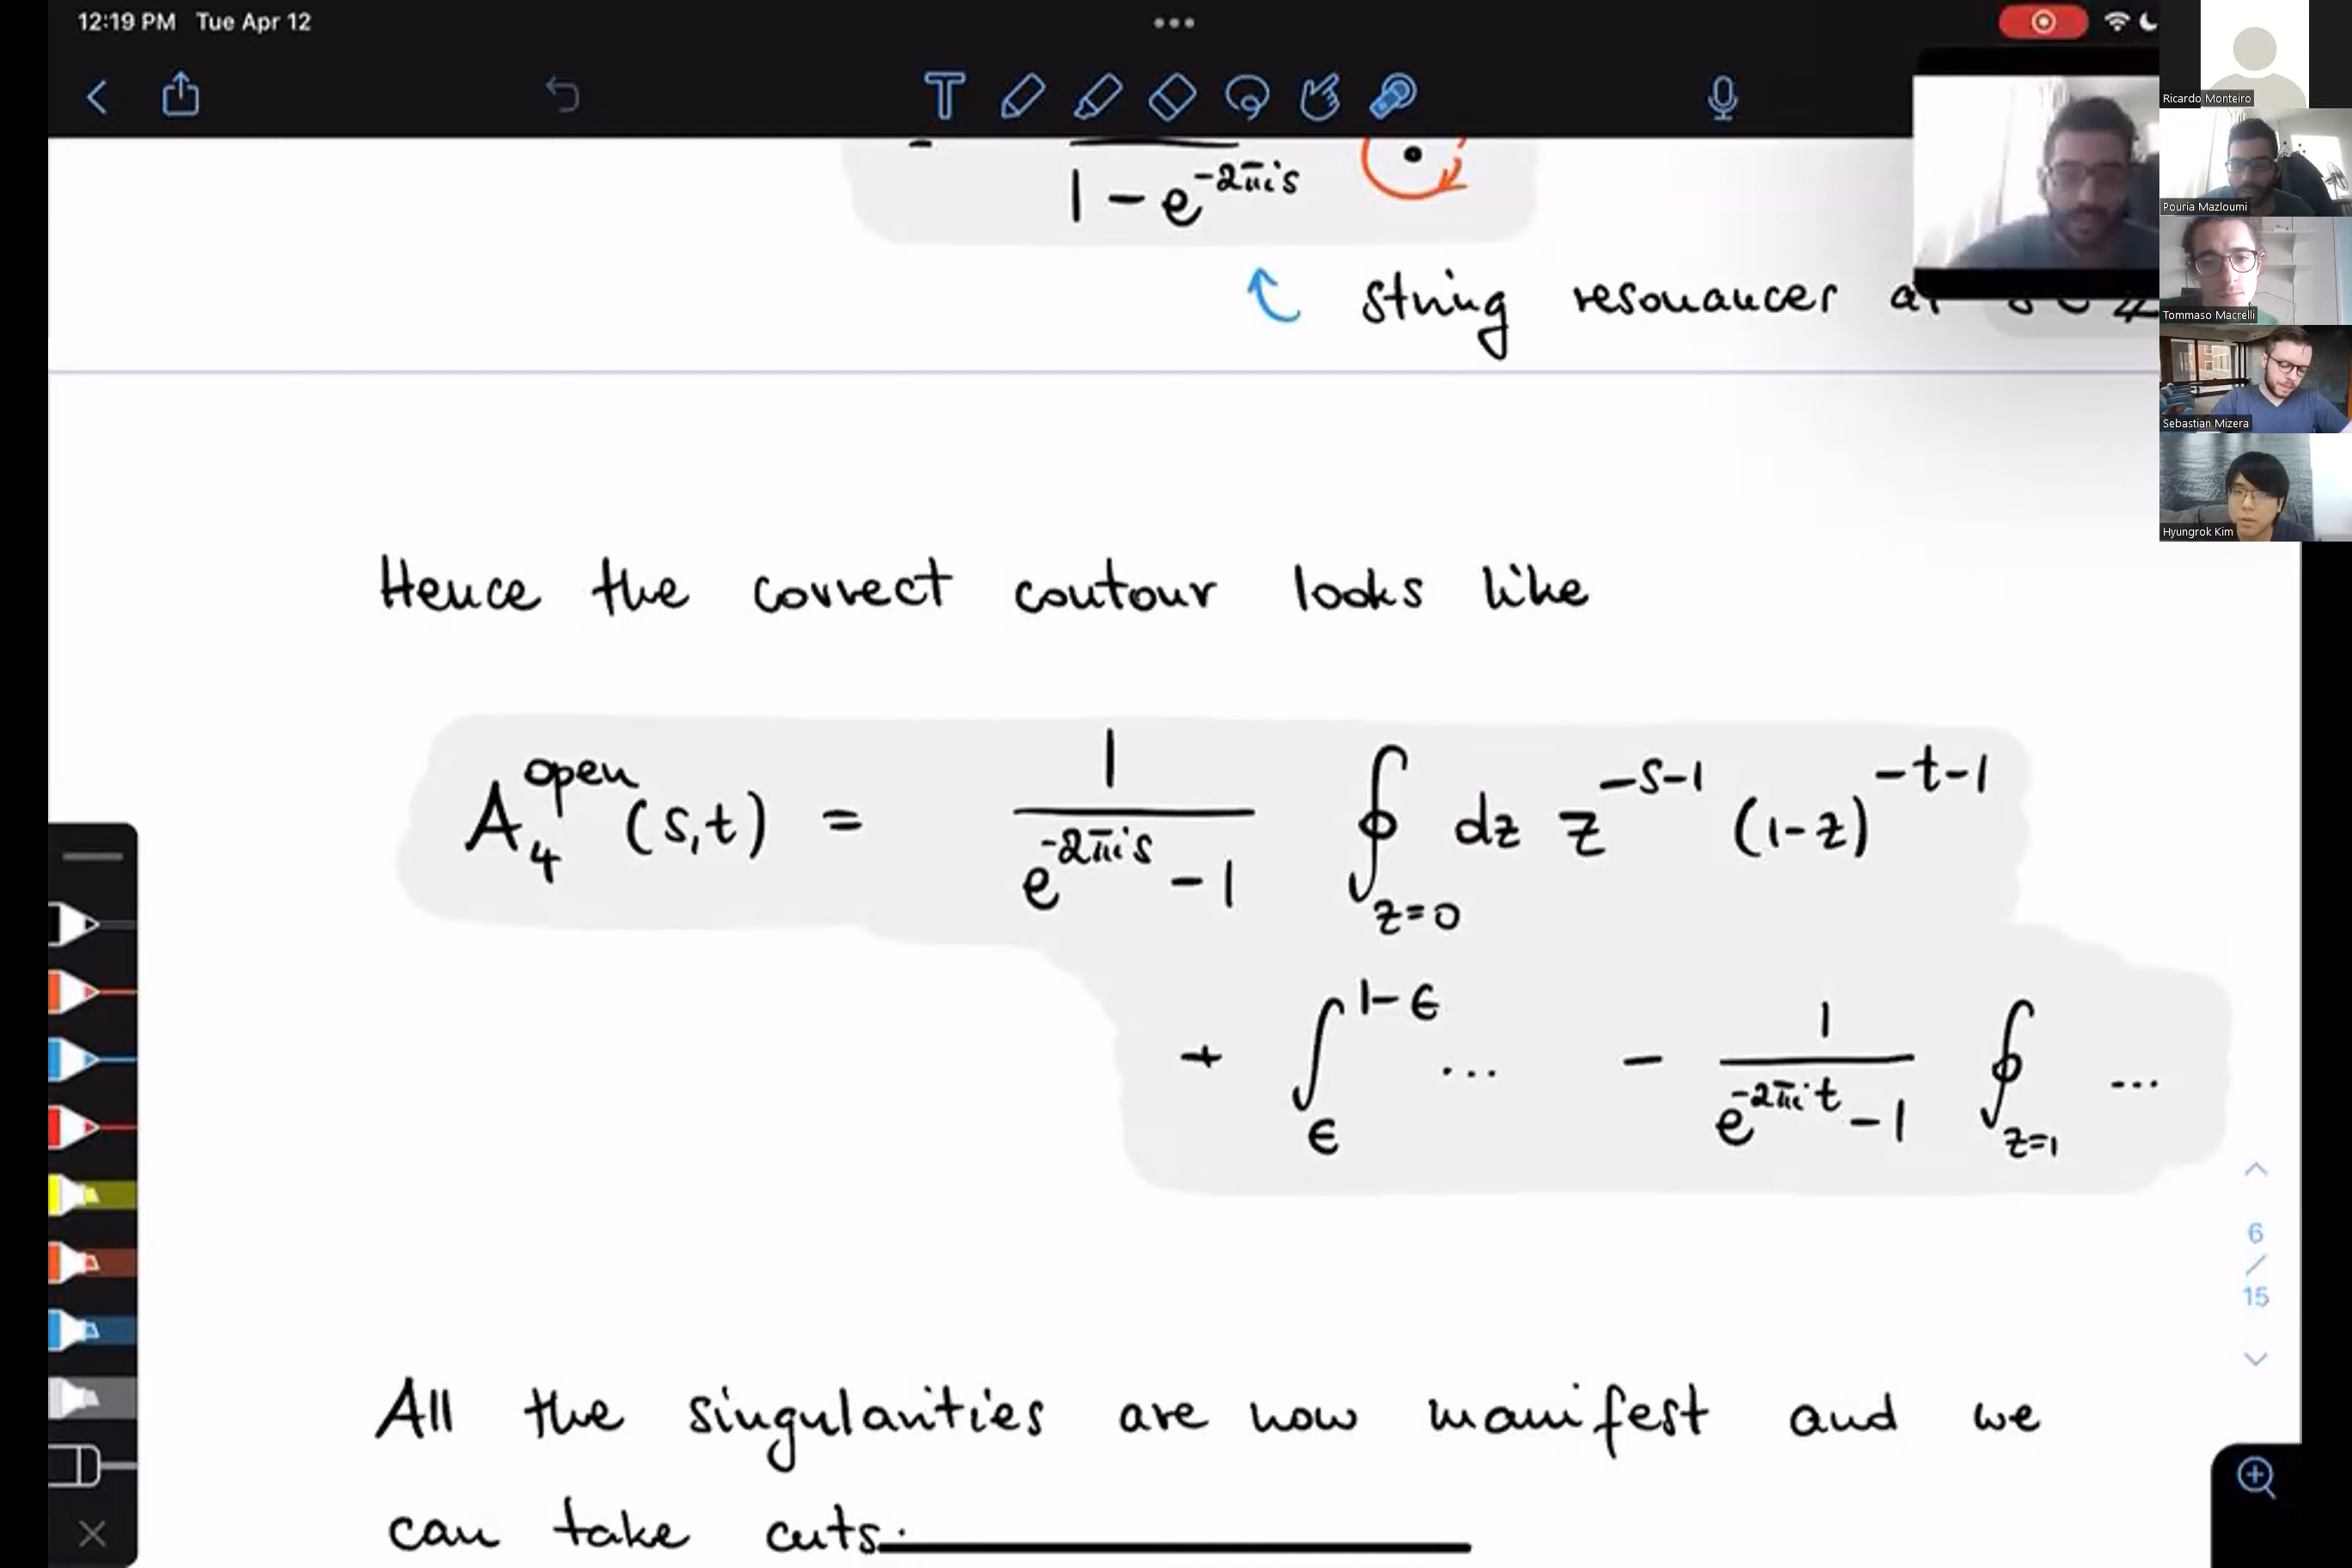 12:19 PM Tue Apr 12
Ricardo Monteiro
Pouria Mazloumi
Tommaso Macrelli
Sebastian Mizera
Hyungrok Kim
1 - e^{-2πis}
string resonances at s ∈ ℤ
Hence the correct contour looks like
A_4^{open}(s,t) = \frac{1}{e^{-2πis} - 1} ∮_{z=0} dz z^{-s-1} (1-z)^{-t-1}
+ ∫_ε^{1-ε} ... - \frac{1}{e^{-2πit} - 1} ∮_{z=1} ...
6
/
15
All the singularities are now manifest and we
can take cuts.